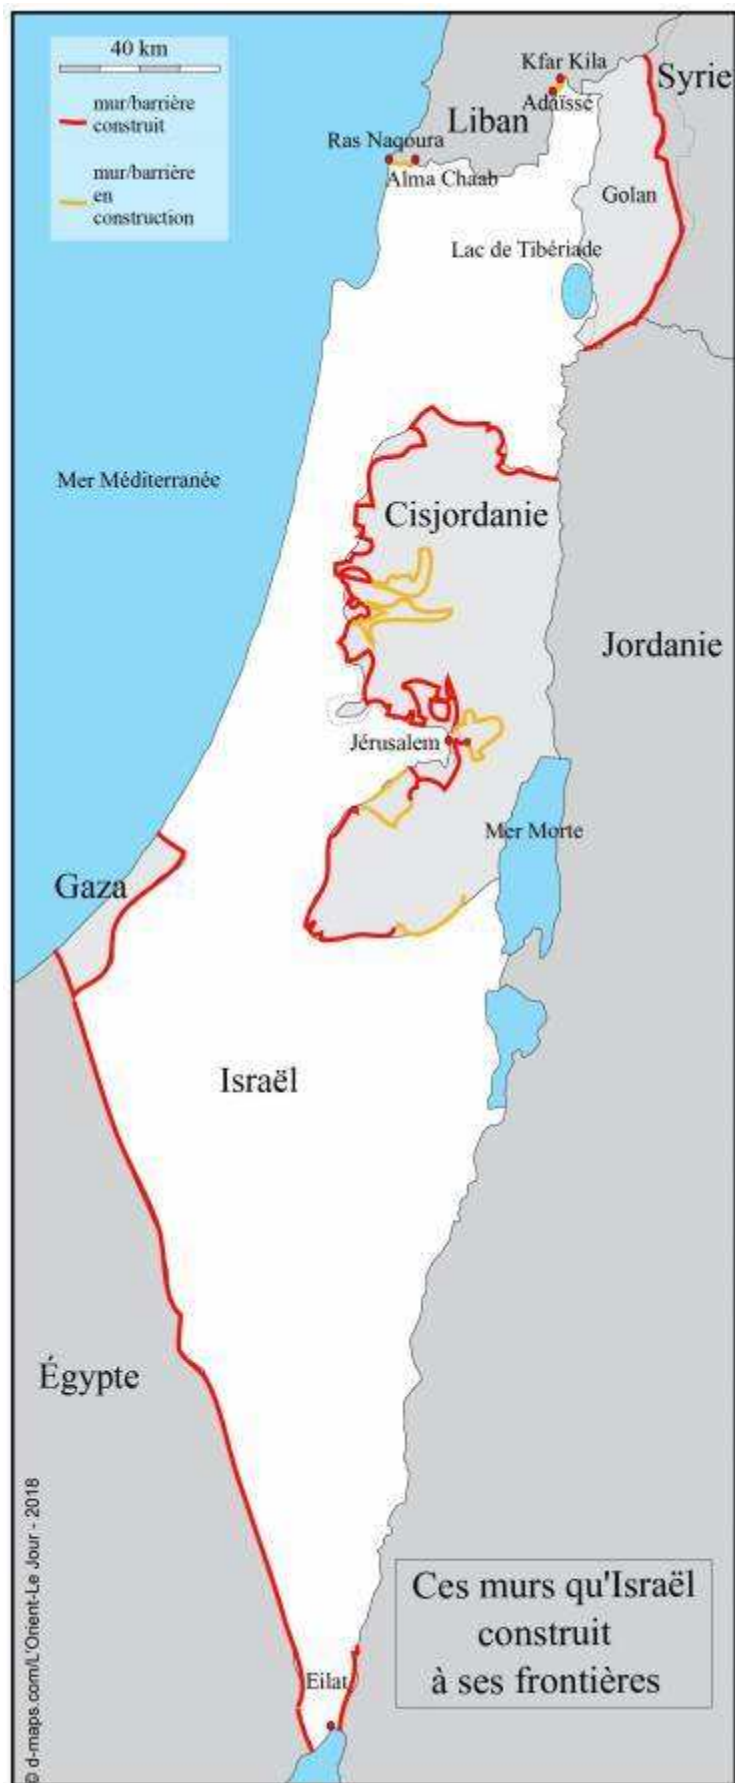 40 km
mur/barrière
construit
mur/barrière
en
construction
Kfar Kila
Syrie
Adaïssé
Liban
Ras Naqoura
Alma Chaab
Golan
Lac de Tibériade
Mer Méditerranée
Cisjordanie
Jordanie
Jérusalem
Mer Morte
Gaza
Israël
Égypte
© d-maps.com/L'Orient-Le Jour - 2018
Ces murs qu'Israël
construit
à ses frontières
Eilat